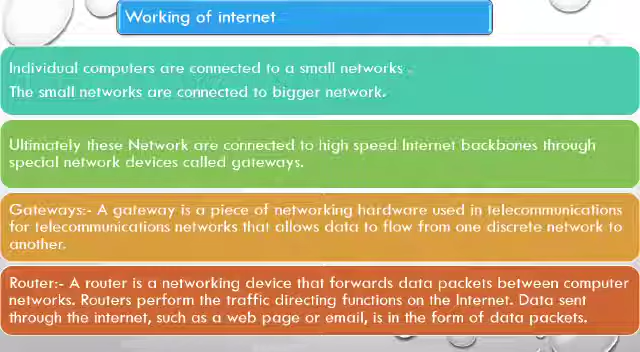 Working of internet
Individual computers are connected to a small networks .
The small networks are connected to bigger network.
Ultimately these Network are connected to high speed Internet backbones through
special network devices called gateways.
Gateways:- A gateway is a piece of networking hardware used in telecommunications
for telecommunications networks that allows data to flow from one discrete network to
another.
Router:- A router is a networking device that forwards data packets between computer
networks. Routers perform the traffic directing functions on the Internet. Data sent
through the internet, such as a web page or email, is in the form of data packets.